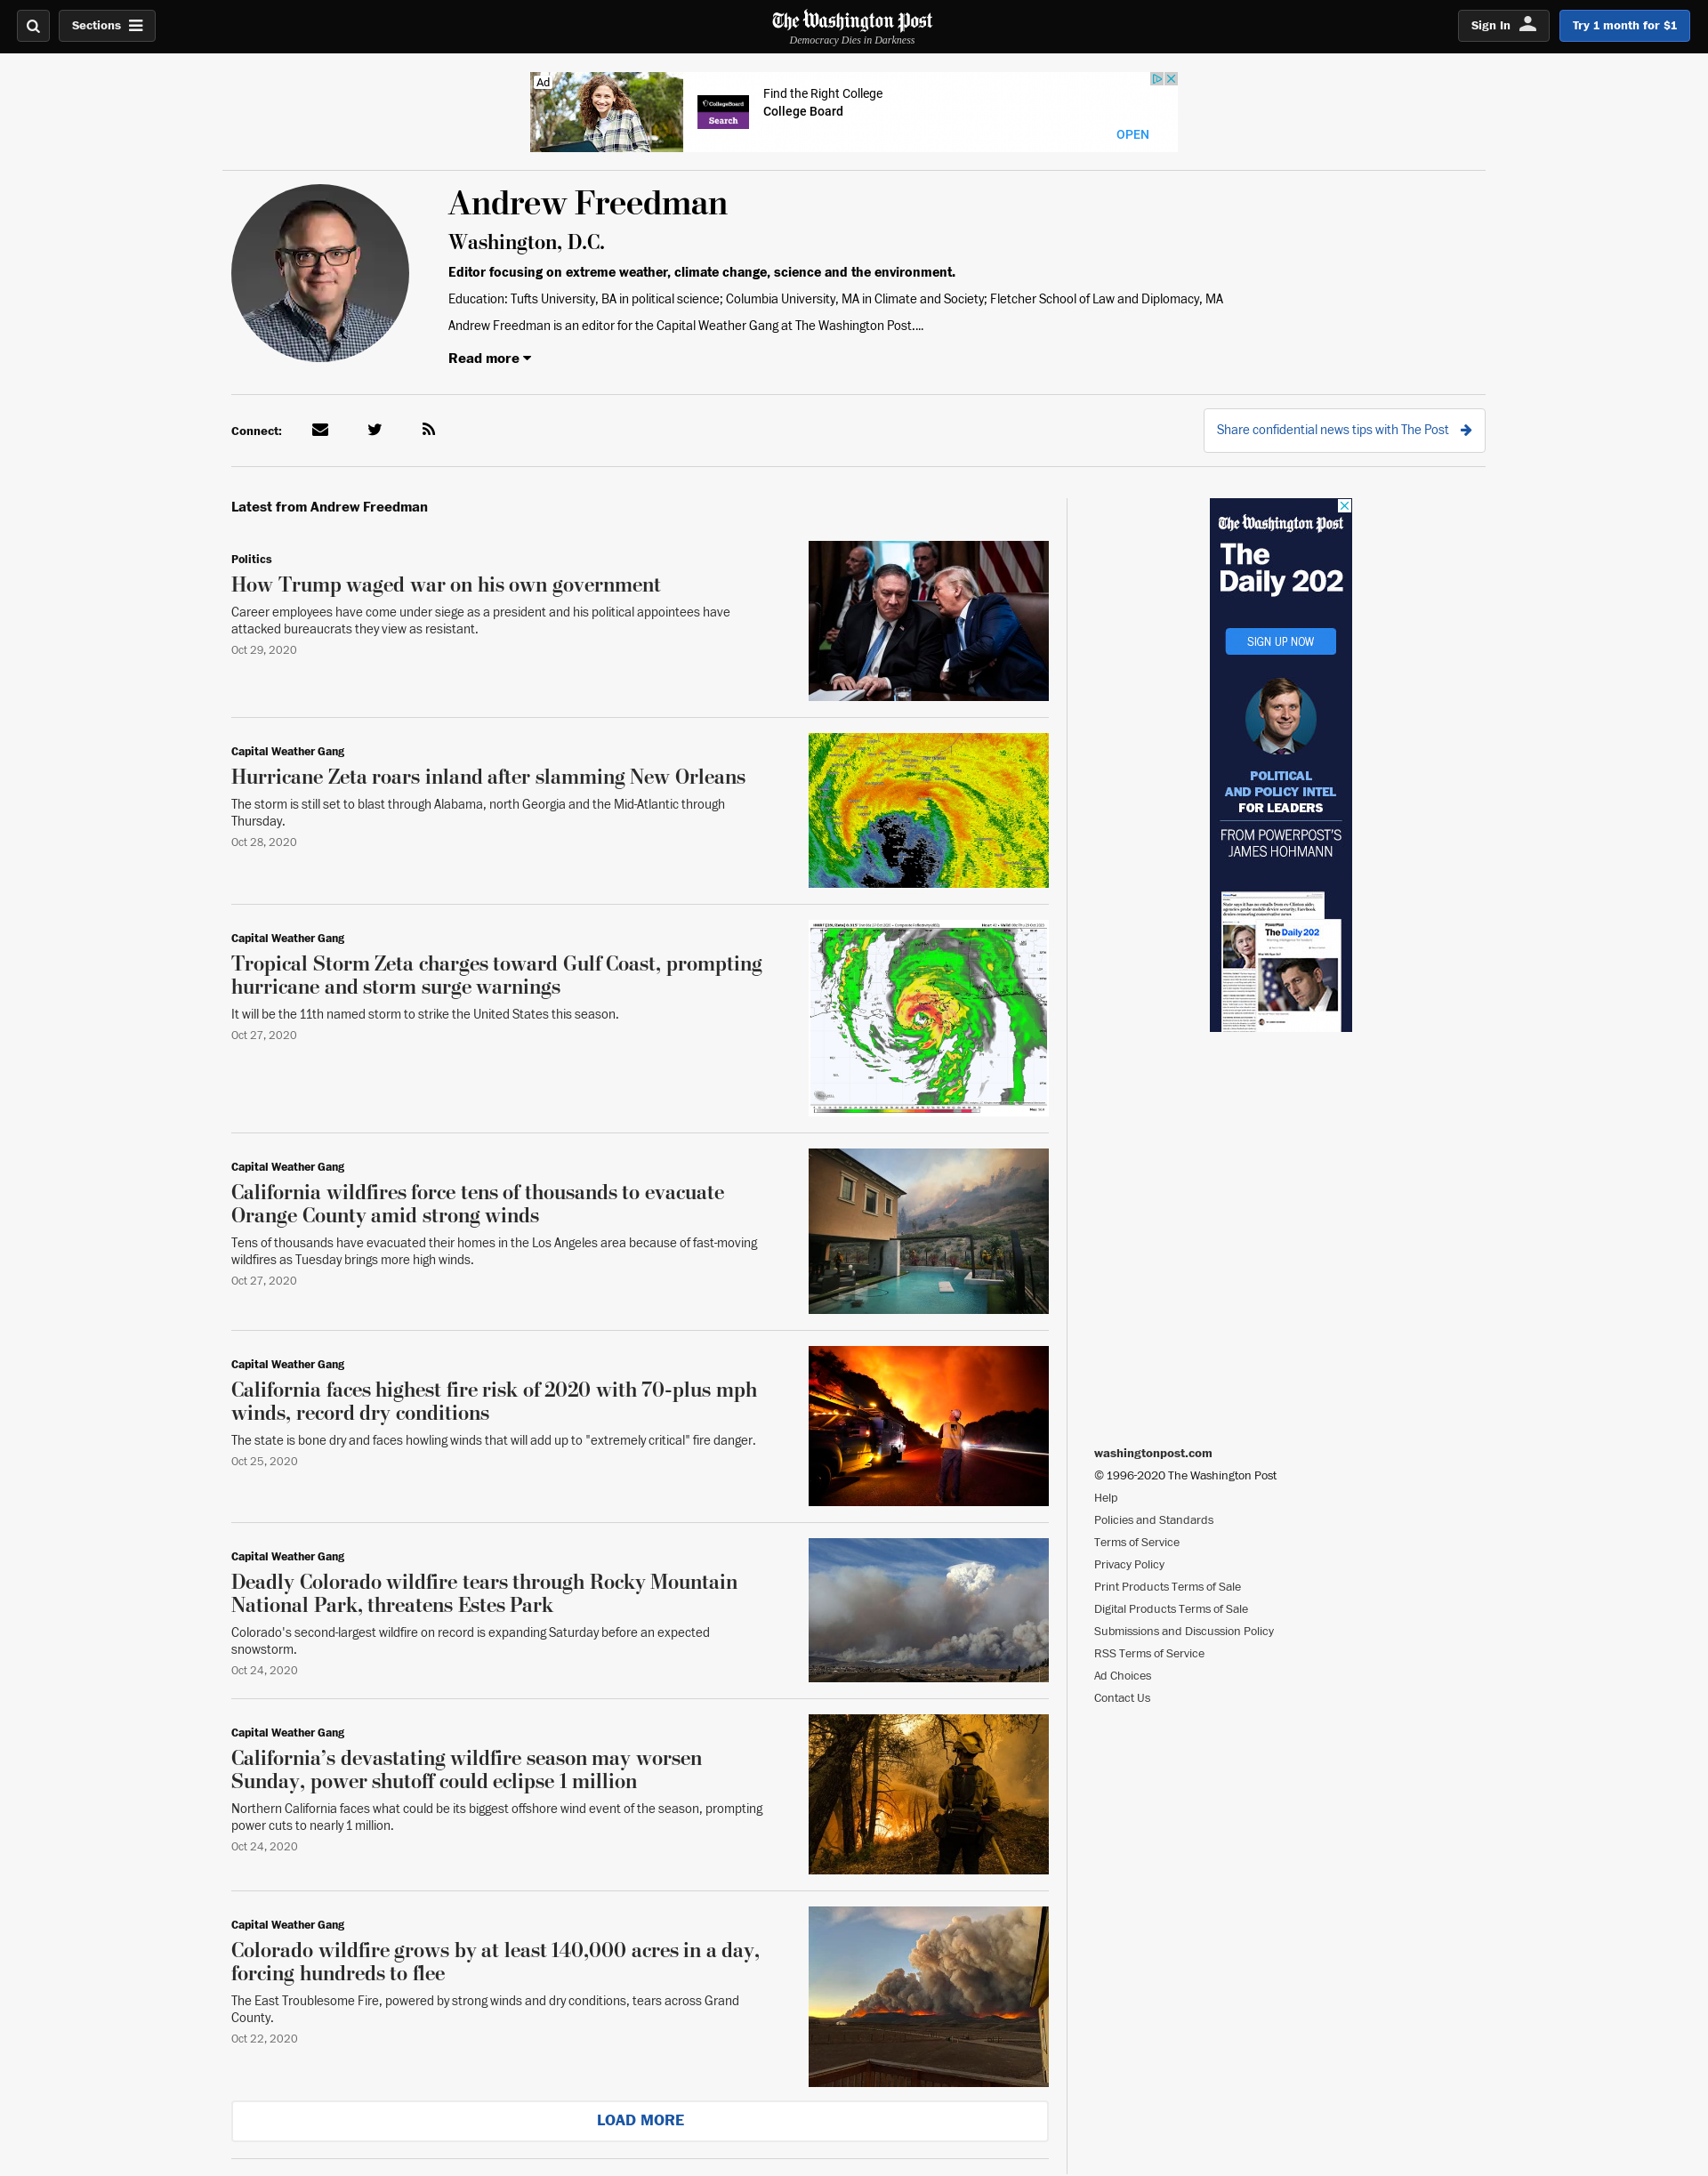 Sections
The Washington Post
Democracy Dies in Darkness
Sign In
Try 1 month for $1
Ad
CollegeBoard
Search
Find the Right College
College Board
OPEN
Andrew Freedman
Washington, D.C.
Editor focusing on extreme weather, climate change, science and the environment.
Education: Tufts University, BA in political science; Columbia University, MA in Climate and Society; Fletcher School of Law and Diplomacy, MA
Andrew Freedman is an editor for the Capital Weather Gang at The Washington Post....
Read more
Connect:
Share confidential news tips with The Post
Latest from Andrew Freedman
Politics
How Trump waged war on his own government
Career employees have come under siege as a president and his political appointees have
attacked bureaucrats they view as resistant.
Oct 29, 2020
Capital Weather Gang
Hurricane Zeta roars inland after slamming New Orleans
The storm is still set to blast through Alabama, north Georgia and the Mid-Atlantic through
Thursday.
Oct 28, 2020
Capital Weather Gang
Tropical Storm Zeta charges toward Gulf Coast, prompting
hurricane and storm surge warnings
It will be the 11th named storm to strike the United States this season.
Oct 27, 2020
Capital Weather Gang
California wildfires force tens of thousands to evacuate
Orange County amid strong winds
Tens of thousands have evacuated their homes in the Los Angeles area because of fast-moving
wildfires as Tuesday brings more high winds.
Oct 27, 2020
Capital Weather Gang
California faces highest fire risk of 2020 with 70-plus mph
winds, record dry conditions
The state is bone dry and faces howling winds that will add up to "extremely critical" fire danger.
Oct 25, 2020
Capital Weather Gang
Deadly Colorado wildfire tears through Rocky Mountain
National Park, threatens Estes Park
Colorado's second-largest wildfire on record is expanding Saturday before an expected
snowstorm.
Oct 24, 2020
Capital Weather Gang
California’s devastating wildfire season may worsen
Sunday, power shutoff could eclipse 1 million
Northern California faces what could be its biggest offshore wind event of the season, prompting
power cuts to nearly 1 million.
Oct 24, 2020
Capital Weather Gang
Colorado wildfire grows by at least 140,000 acres in a day,
forcing hundreds to flee
The East Troublesome Fire, powered by strong winds and dry conditions, tears across Grand
County.
Oct 22, 2020
LOAD MORE
The Washington Post
The
Daily 202
SIGN UP NOW
POLITICAL
AND POLICY INTEL
FOR LEADERS
FROM POWERPOST'S
JAMES HOHMANN
The Daily 202
washingtonpost.com
© 1996-2020 The Washington Post
Help
Policies and Standards
Terms of Service
Privacy Policy
Print Products Terms of Sale
Digital Products Terms of Sale
Submissions and Discussion Policy
RSS Terms of Service
Ad Choices
Contact Us